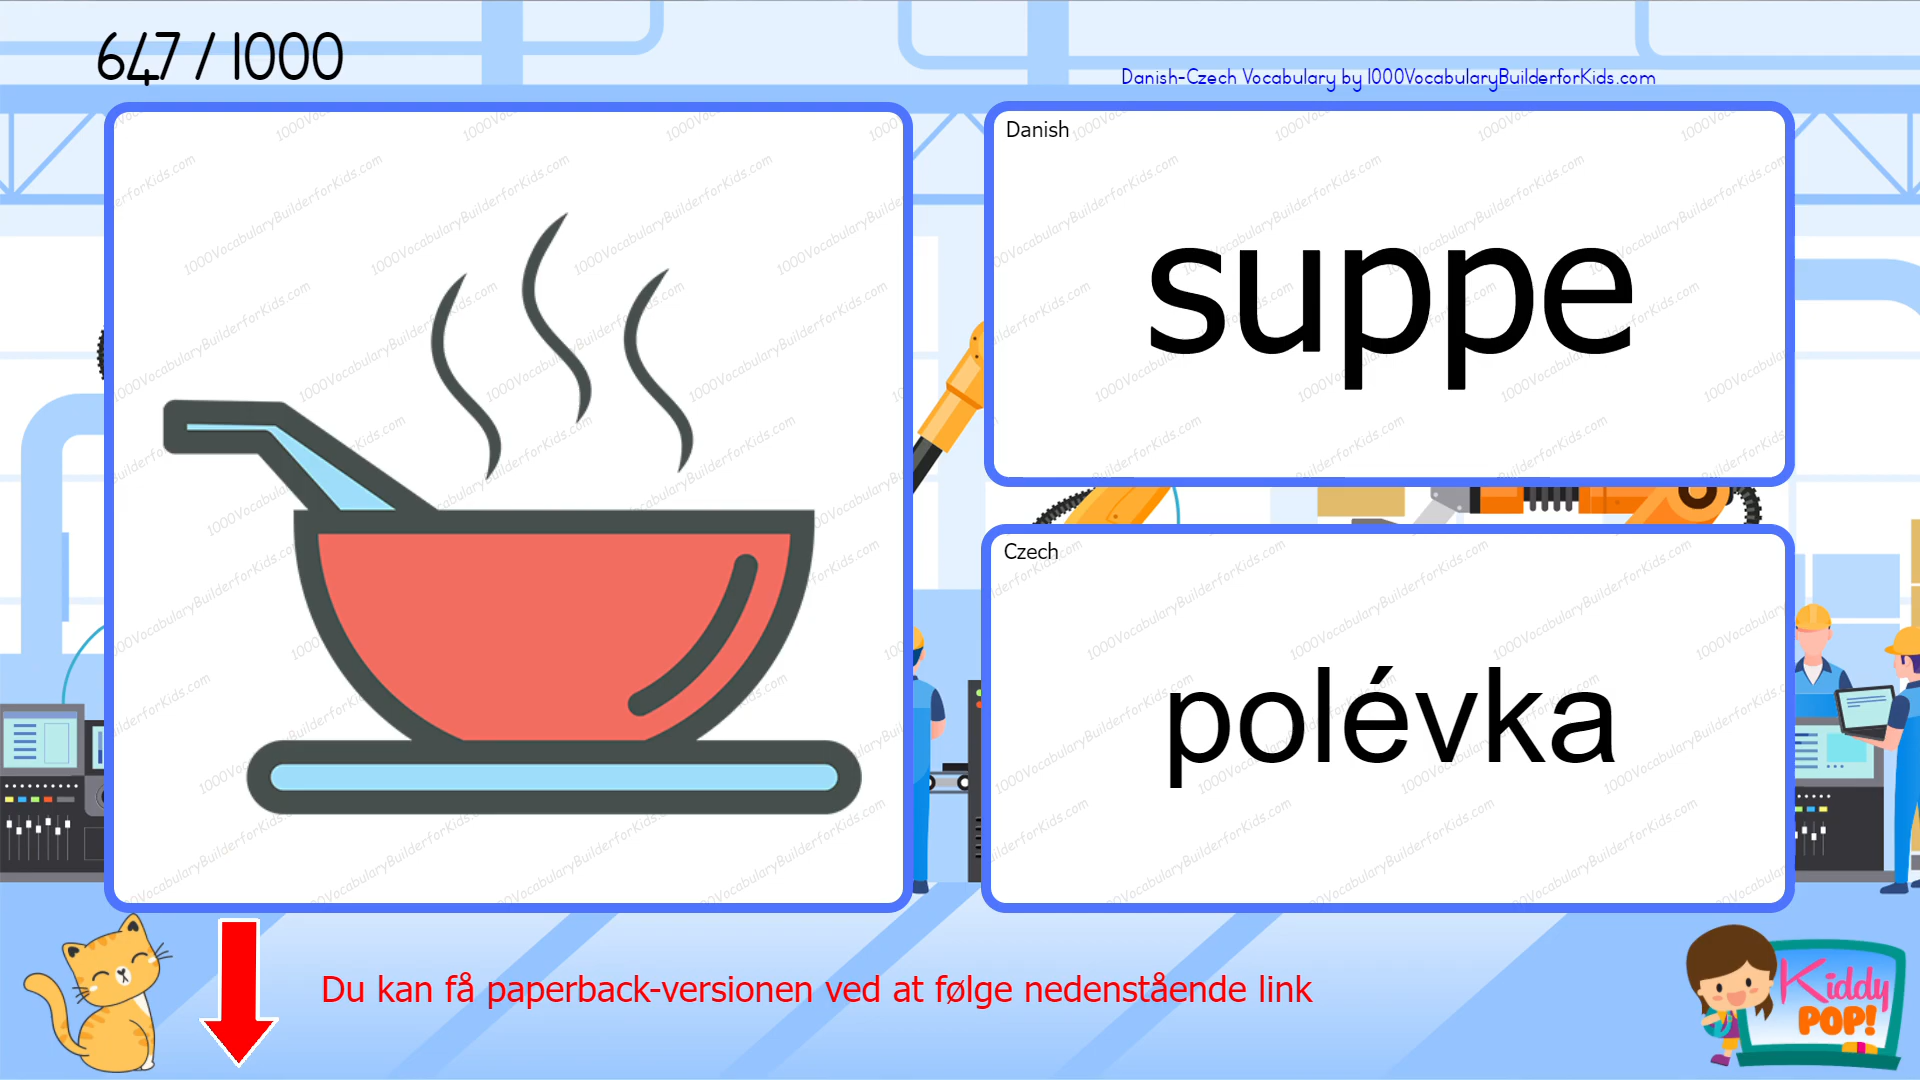 647 / 1000
Danish-Czech Vocabulary by 1000VocabularyBuilderforKids.com
Danish
suppe
Czech
polévka
Du kan få paperback-versionen ved at følge nedenstående link
Kiddy
POP!